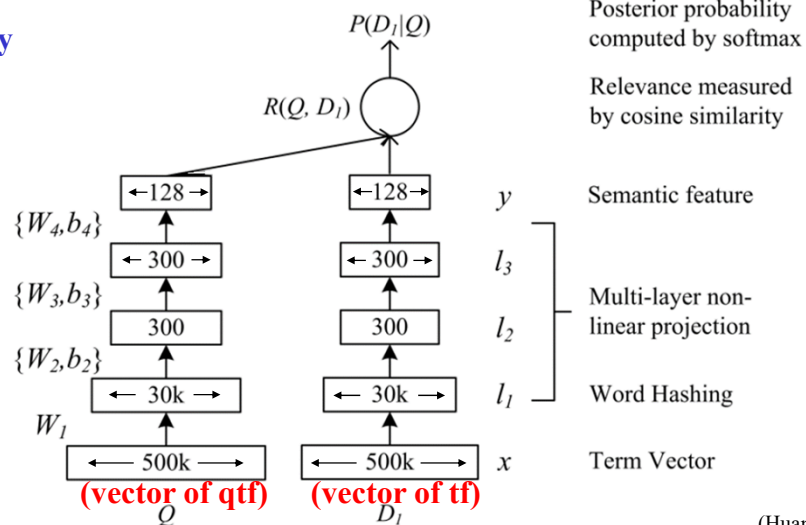 y
Posterior probability
computed by softmax
P(D₁|Q)
Relevance measured
by cosine similarity
R(Q, D₁)
128
128
y
Semantic feature
{W₄,b₄}
300
300
l₃
{W₃,b₃}
Multi-layer non-
linear projection
300
300
l₂
{W₂,b₂}
30k
30k
l₁
Word Hashing
W₁
500k
500k
x
Term Vector
(vector of qtf)
(vector of tf)
Q
D₁
(Huan